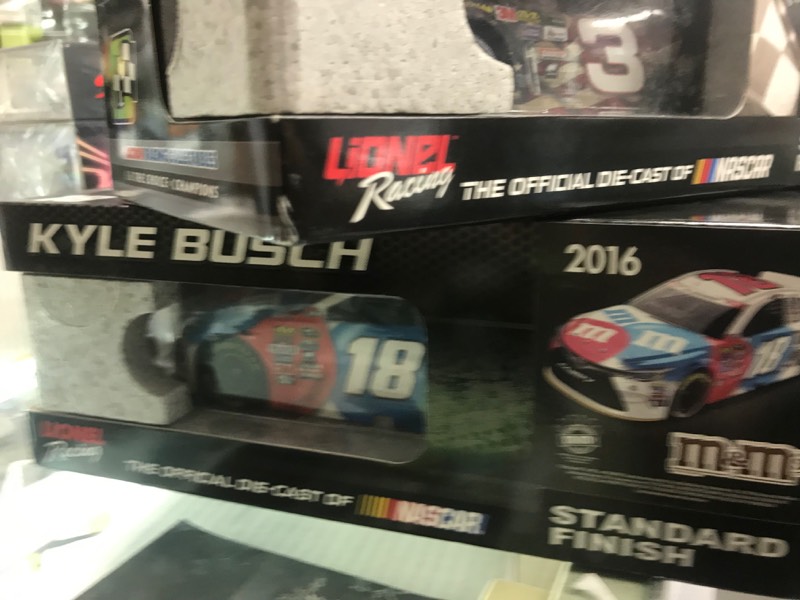 3
LIONEL
Racing
THE OFFICIAL DIE-CAST OF NASCAR
KYLE BUSCH
2016
18
m m
18
LIONEL
Racing
THE OFFICIAL DIE-CAST OF NASCAR
m&m's
STANDARD
FINISH